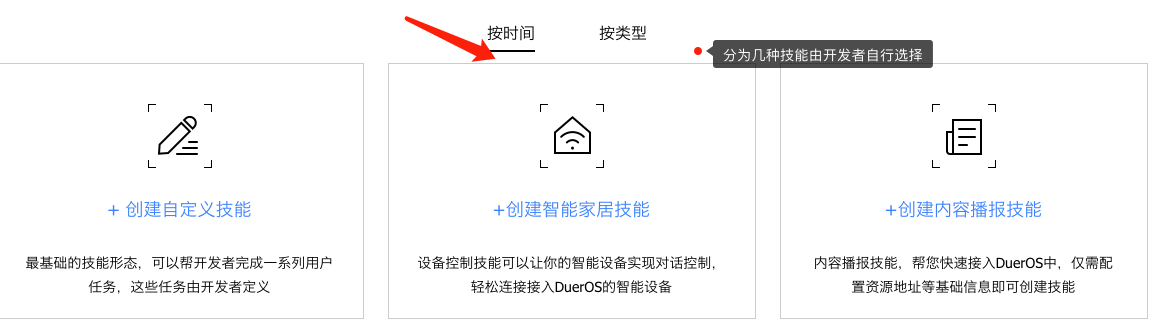 按时间 按类型
分为几种技能由开发者自行选择
+ 创建自定义技能
最基础的技能形态，可以帮开发者完成一系列用户
任务，这些任务由开发者定义
+创建智能家居技能
设备控制技能可以让你的智能设备实现对话控制，
轻松连接接入DuerOS的智能设备
+创建内容播报技能
内容播报技能，帮您快速接入DuerOS中，仅需配
置资源地址等基础信息即可创建技能